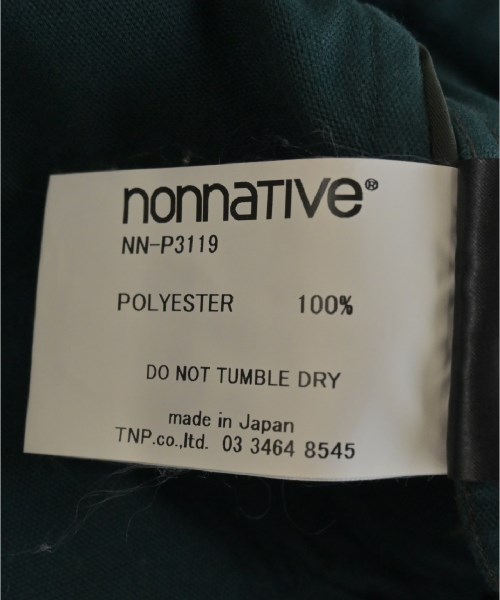 nonnative®
NN-P3119
POLYESTER 100%
DO NOT TUMBLE DRY
made in Japan
TNP.co.,ltd. 03 3464 8545